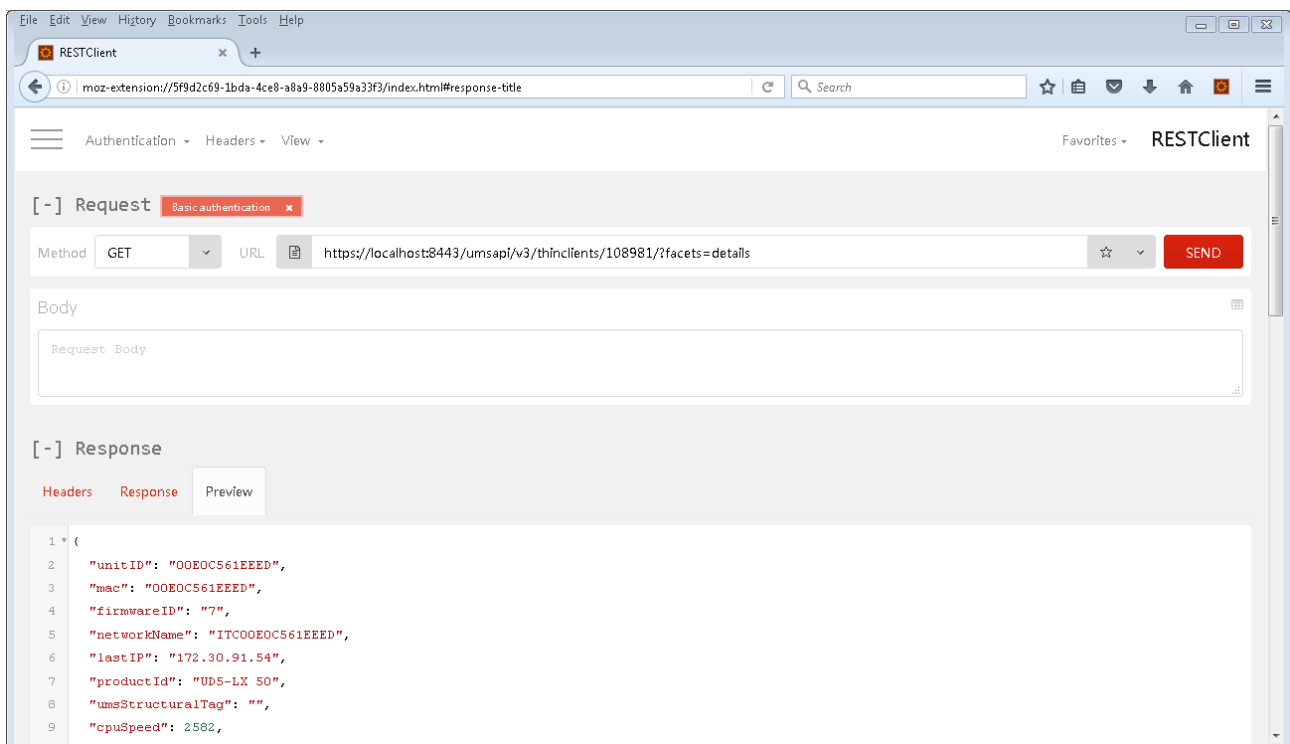 File Edit View History Bookmarks Tools Help
RESTClient
moz-extension://5f9d2c69-1bda-4ce8-a8a9-8805a59a33f3/index.html#response-title
Search
Authentication Headers View Favorites RESTClient
[-] Request Basic authentication ×
Method GET URL https://localhost:8443/umsapi/v3/thinclients/108981/?facets=details SEND
Body
Request Body
[-] Response
Headers Response Preview
1 {
2 "unitID": "00E0C561EEED",
3 "mac": "00E0C561EEED",
4 "firmwareID": "7",
5 "networkName": "ITC00E0C561EEED",
6 "lastIP": "172.30.91.54",
7 "productId": "UD5-LX 50",
8 "umsStructuralTag": "",
9 "cpuSpeed": 2582,